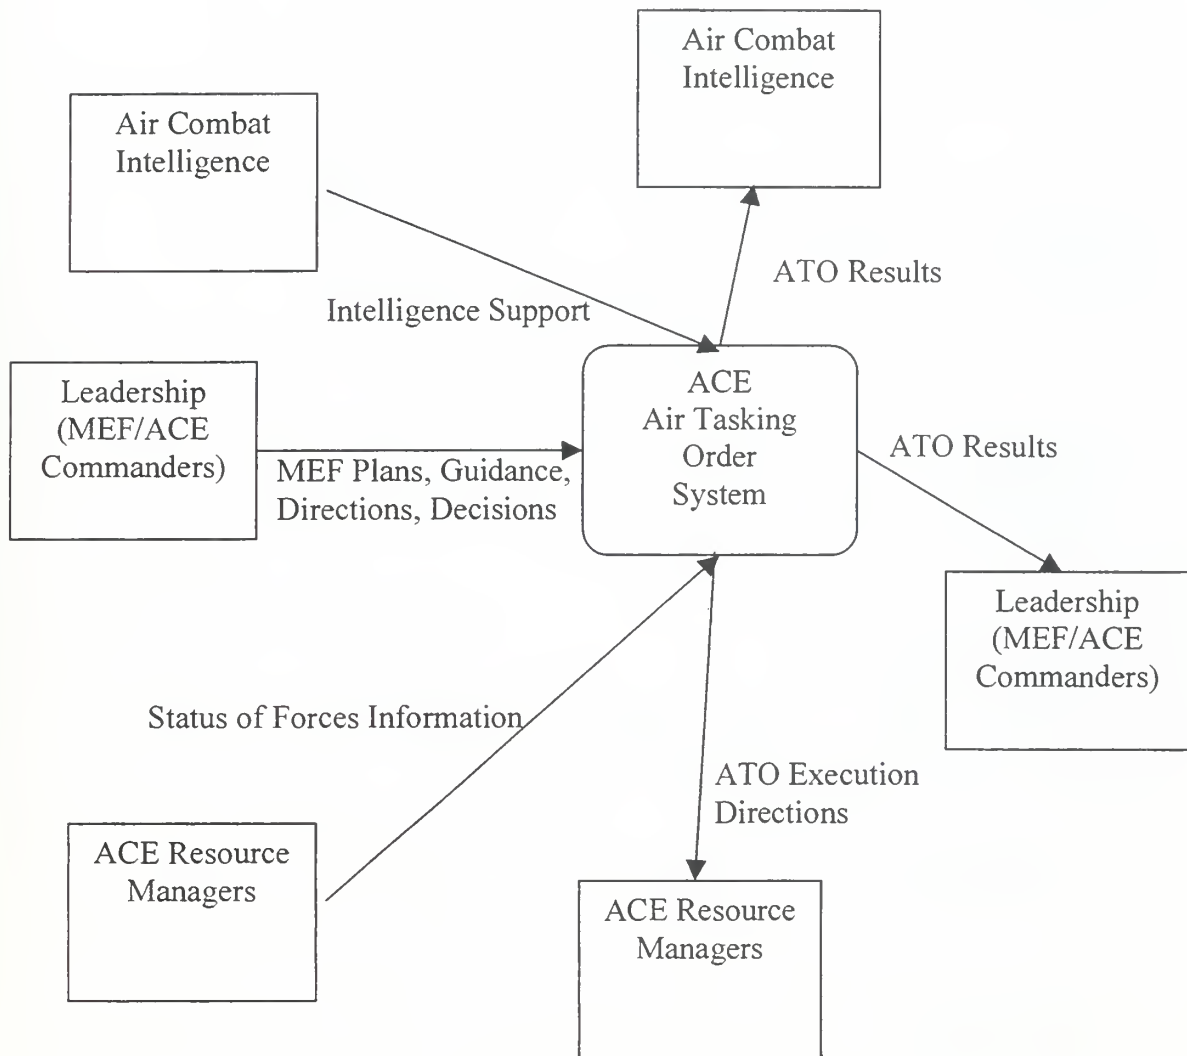 Air Combat
Intelligence
Air Combat
Intelligence
ATO Results
Intelligence Support
Leadership
(MEF/ACE
Commanders)
MEF Plans, Guidance,
Directions, Decisions
ACE
Air Tasking
Order
System
ATO Results
Leadership
(MEF/ACE
Commanders)
Status of Forces Information
ATO Execution
Directions
ACE Resource
Managers
ACE Resource
Managers